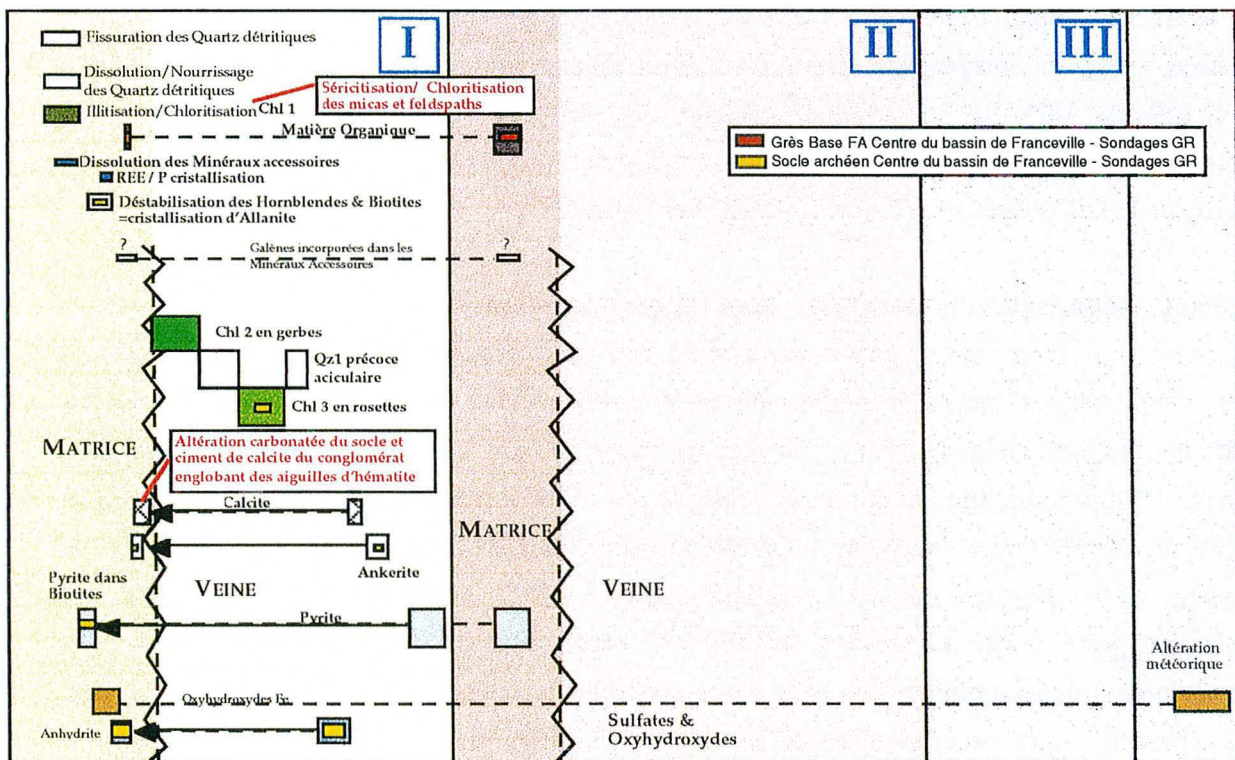 Fissuration des Quartz détritiques
I
II
III
Dissolution/Nourrissage
des Quartz détritiques
Illitisation/Chloritisation Chl 1
Séricitisation/ Chloritisation
des micas et feldspaths
Matière Organique
Grès Base FA Centre du bassin de Franceville - Sondages GR
Socle archéen Centre du bassin de Franceville - Sondages GR
Dissolution des Minéraux accessoires
REE / P cristallisation
Déstabilisation des Hornblendes & Biotites
=cristallisation d'Allanite
?
Galènes incorporées dans les
Minéraux Accessoires
?
Chl 2 en gerbes
Qz1 précoce
aciculaire
Chl 3 en rosettes
MATRICE
Altération carbonatée du socle et
ciment de calcite du conglomérat
englobant des aiguilles d'hématite
Calcite
MATRICE
Ankerite
Pyrite dans
Biotites
VEINE
VEINE
Pyrite
Altération
météorique
Oxyhydroxydes Fe
Anhydrite
Sulfates &
Oxyhydroxydes